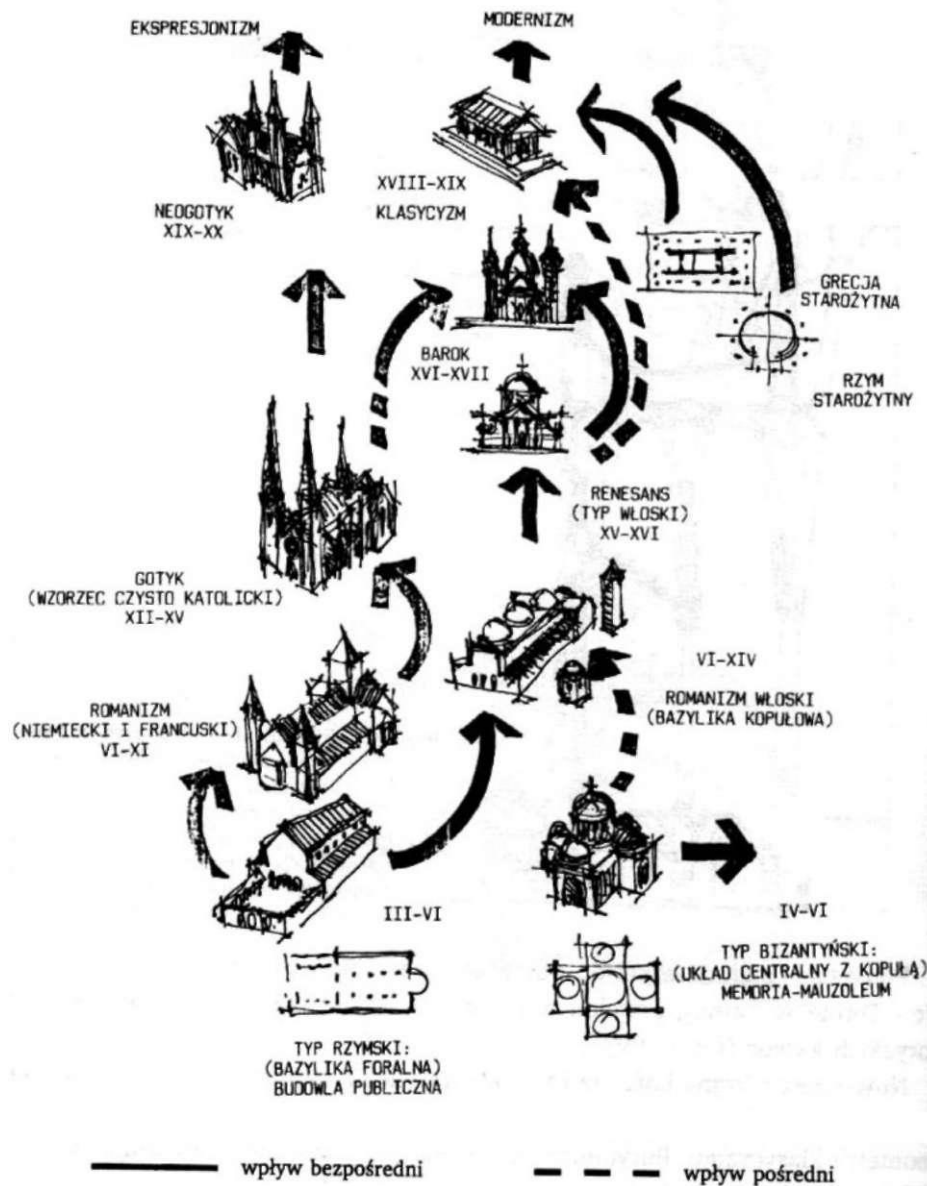 EKSPRESJONIZM
MODERNIZM
NEOGOTYK
XIX-XX
XVIII-XIX
KLASYCYZM
GRECJA
STAROŻYTNA
RZYM
STAROŻYTNY
BAROK
XVI-XVII
RENESANS
(TYP WŁOSKI)
XV-XVI
GOTYK
(WZORZEC CZYSTO KATOLICKI)
XII-XV
VI-XIV
ROMANIZM WŁOSKI
(BAZYLIKA KOPUŁOWA)
ROMANIZM
(NIEMIECKI I FRANCUSKI)
VI-XI
III-VI
IV-VI
TYP BIZANTYŃSKI:
(UKŁAD CENTRALNY Z KOPUŁĄ)
MEMORIA-MAUZOLEUM
TYP RZYMSKI:
(BAZYLIKA FORALNA)
BUDOWLA PUBLICZNA
wpływ bezpośredni
wpływ pośredni